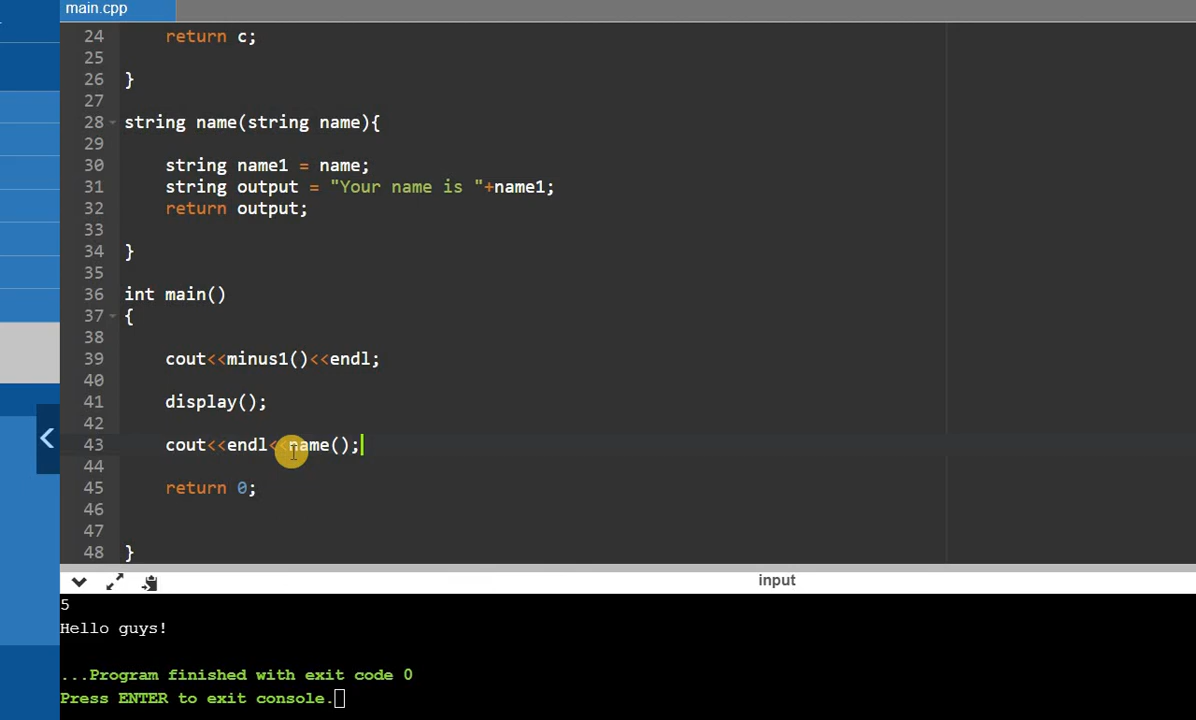 main.cpp
24 return c;
25
26 }
27
28 string name(string name){
29
30 string name1 = name;
31 string output = "Your name is "+name1;
32 return output;
33
34 }
35
36 int main()
37 {
38
39 cout<<minus1()<<endl;
40
41 display();
42
43 cout<<endl<<name();
44
45 return 0;
46
47
48 }
input
5
Hello guys!
...Program finished with exit code 0
Press ENTER to exit console.